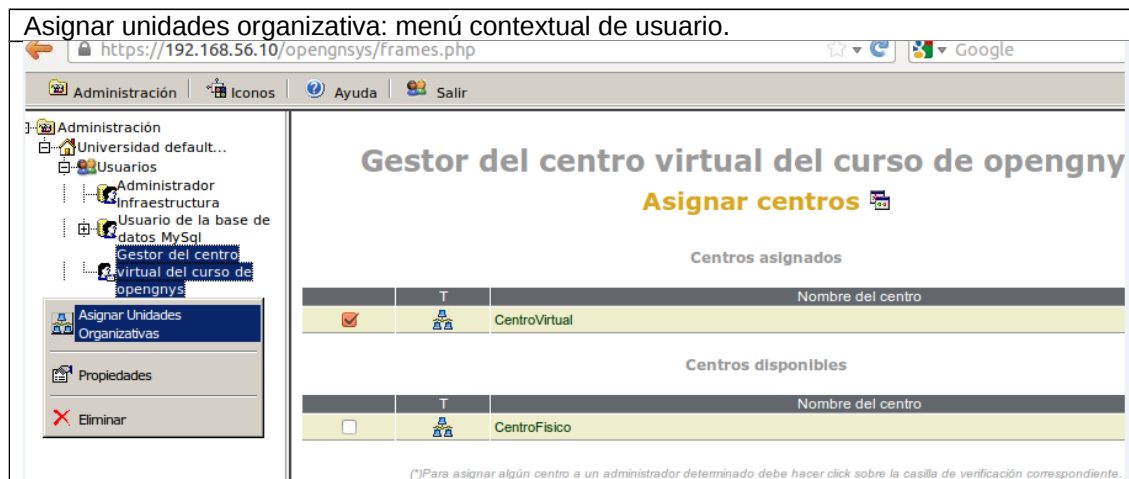 Asignar unidades organizativa: menú contextual de usuario.
https://192.168.56.10/opengnsys/frames.php
Google
Administración
Iconos
Ayuda
Salir
Administración
Universidad default...
Usuarios
Administrador
Infraestructura
Usuario de la base de
datos MySql
Gestor del centro
virtual del curso de
opengnys
Asignar Unidades
Organizativas
Propiedades
Eliminar
Gestor del centro virtual del curso de opengny
Asignar centros
Centros asignados
T Nombre del centro
CentroVirtual
Centros disponibles
T Nombre del centro
CentroFisico
(*)Para asignar algún centro a un administrador determinado debe hacer click sobre la casilla de verificación correspondiente.